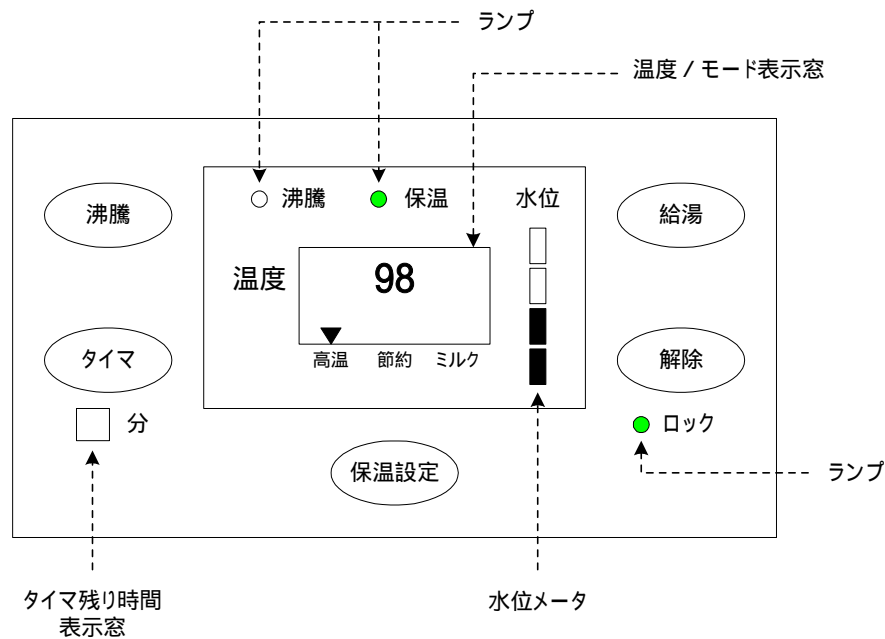 ランプ
温度 / モード表示窓
沸騰 保温 水位
沸騰
給湯
温度 98
高温 節約 ミルク
タイマ
解除
分
ロック
保温設定
ランプ
タイマ残り時間
表示窓
水位メータ